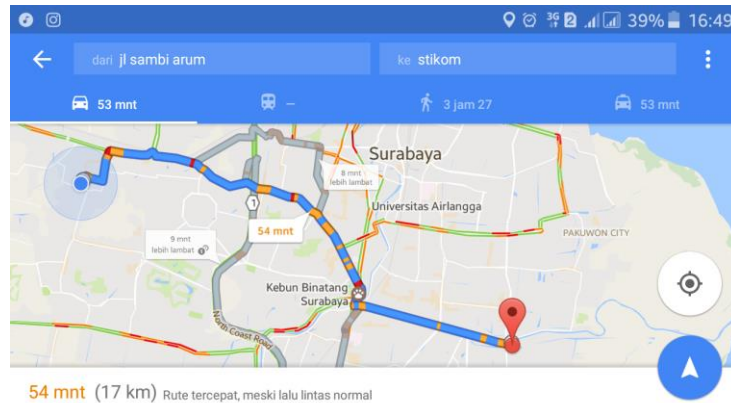 3G 2 39% 16:49
dari jl sambi arum ke stikom
53 mnt – 3 jam 27 53 mnt
Surabaya
8 mnt
lebih lambat
1
Universitas Airlangga
54 mnt
PAKUWON CITY
9 mnt
lebih lambat
Kebun Binatang
Surabaya
North Coast Road
54 mnt (17 km) Rute tercepat, meski lalu lintas normal